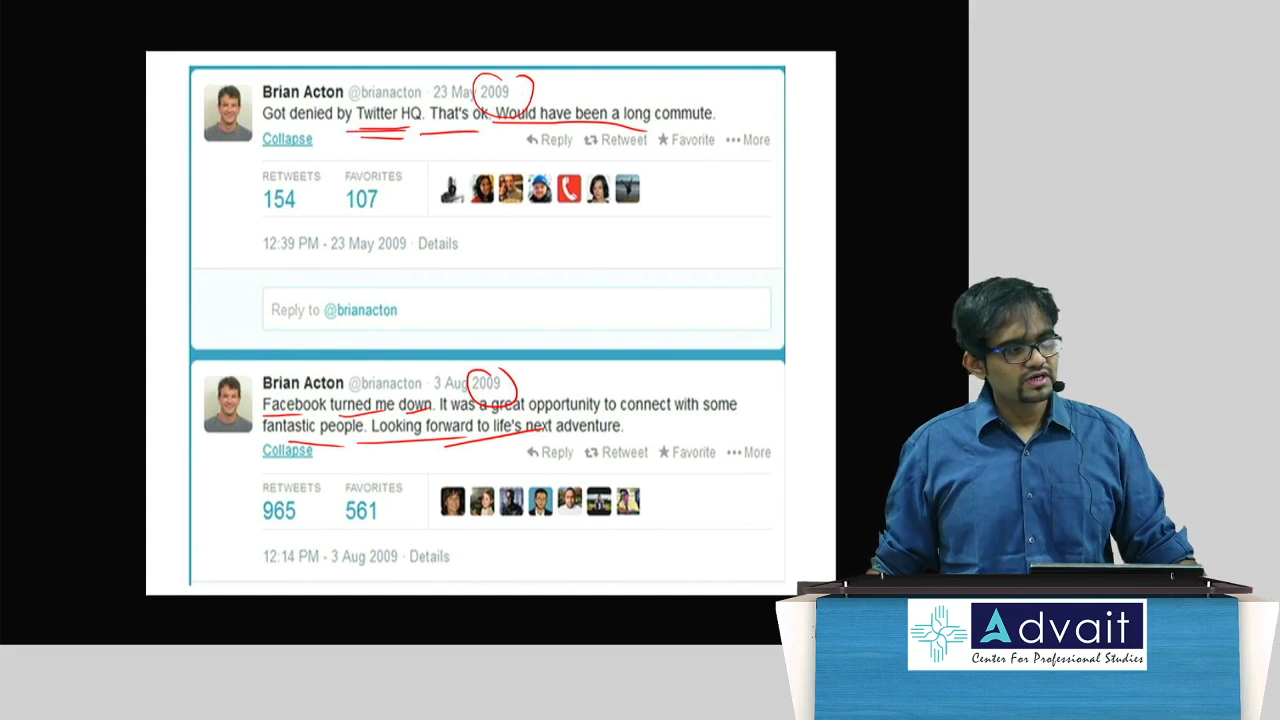 Brian Acton @brianacton · 23 May 2009
Got denied by Twitter HQ. That's ok. Would have been a long commute.
Collapse Reply Retweet Favorite More
RETWEETS FAVORITES
154 107
12:39 PM - 23 May 2009 · Details
Reply to @brianacton
Brian Acton @brianacton · 3 Aug 2009
Facebook turned me down. It was a great opportunity to connect with some
fantastic people. Looking forward to life's next adventure.
Collapse Reply Retweet Favorite More
RETWEETS FAVORITES
965 561
12:14 PM - 3 Aug 2009 · Details
Advait
Center For Professional Studies